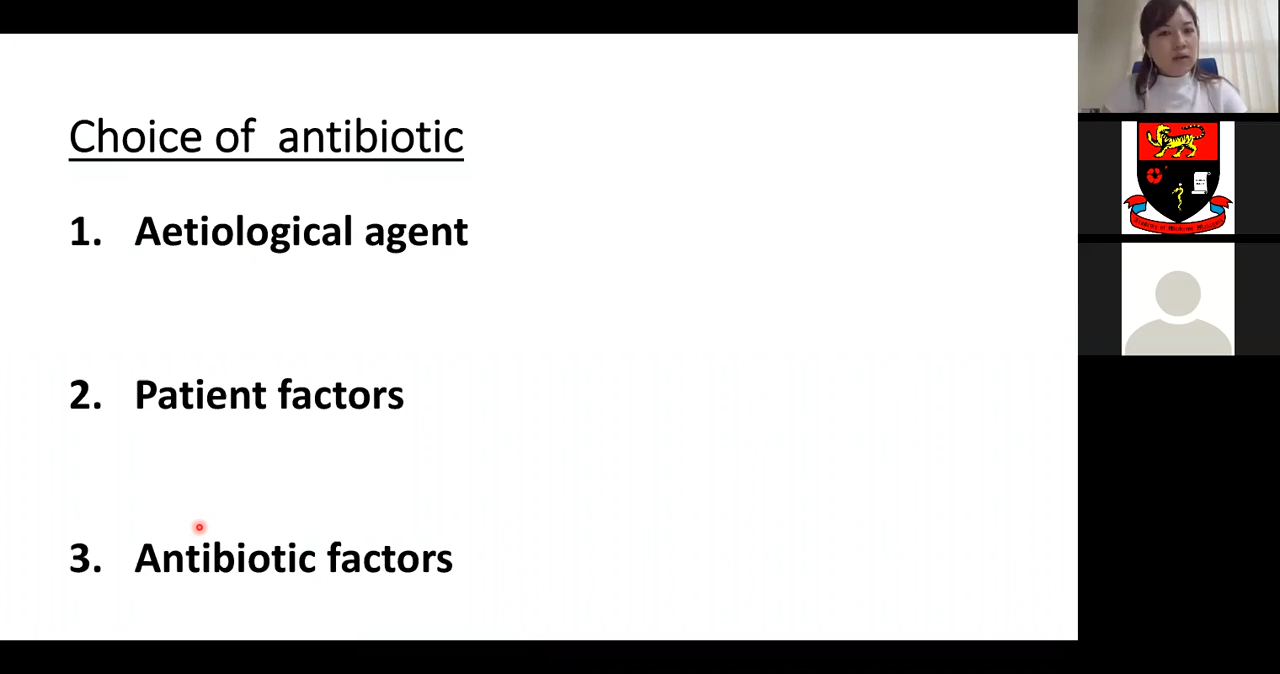 Choice of  antibiotic
1. Aetiological agent
2. Patient factors
3. Antibiotic factors